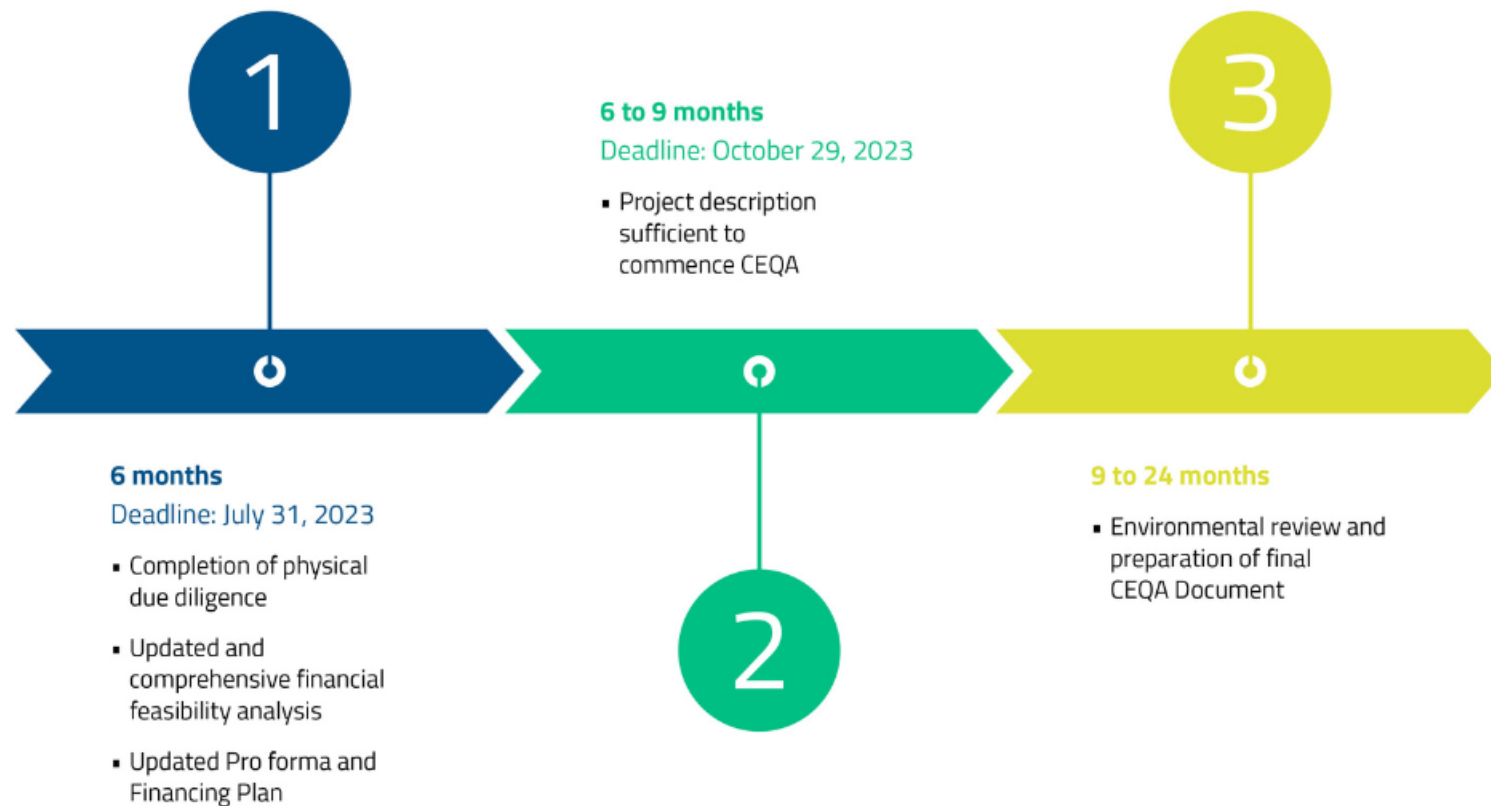 1
6 months
Deadline: July 31, 2023
▪ Completion of physical
due diligence
▪ Updated and
comprehensive financial
feasibility analysis
▪ Updated Pro forma and
Financing Plan
6 to 9 months
Deadline: October 29, 2023
▪ Project description
sufficient to
commence CEQA
2
3
9 to 24 months
▪ Environmental review and
preparation of final
CEQA Document